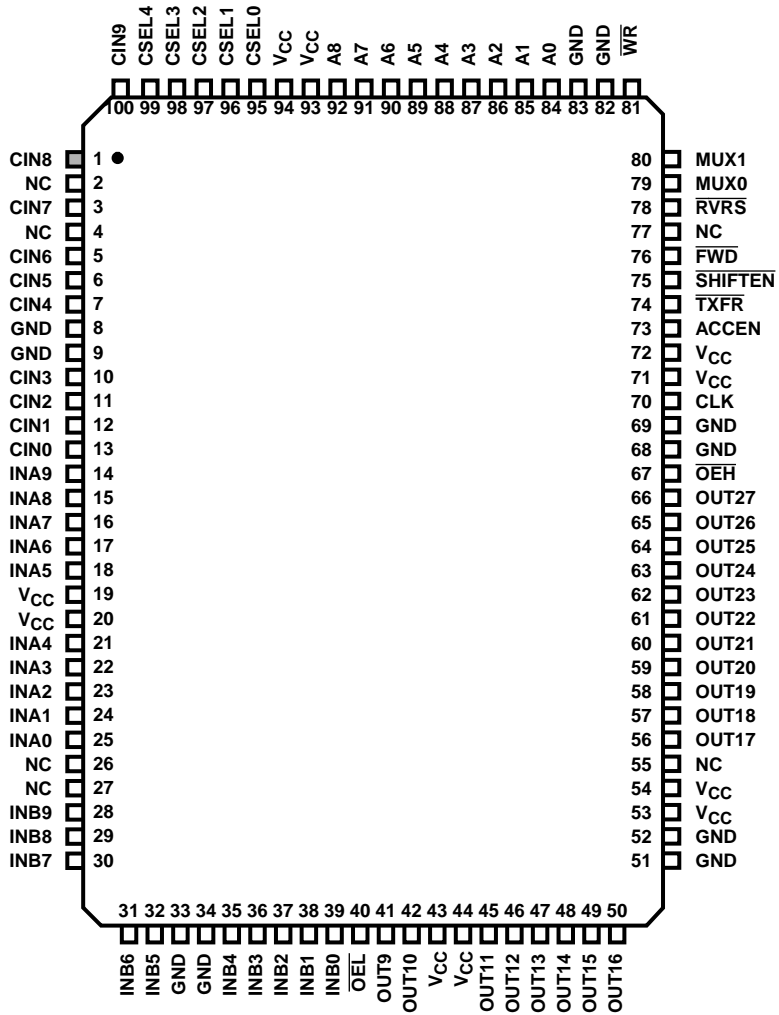 CIN9 CSEL4 CSEL3 CSEL2 CSEL1 CSEL0 VCC VCC A8 A7 A6 A5 A4 A3 A2 A1 A0 GND GND WR
100 99 98 97 96 95 94 93 92 91 90 89 88 87 86 85 84 83 82 81
CIN8 1 80 MUX1
NC 2 79 MUX0
CIN7 3 78 RVRS
NC 4 77 NC
CIN6 5 76 FWD
CIN5 6 75 SHIFTEN
CIN4 7 74 TXFR
GND 8 73 ACCEN
GND 9 72 VCC
CIN3 10 71 VCC
CIN2 11 70 CLK
CIN1 12 69 GND
CIN0 13 68 GND
INA9 14 67 OEH
INA8 15 66 OUT27
INA7 16 65 OUT26
INA6 17 64 OUT25
INA5 18 63 OUT24
VCC 19 62 OUT23
VCC 20 61 OUT22
INA4 21 60 OUT21
INA3 22 59 OUT20
INA2 23 58 OUT19
INA1 24 57 OUT18
INA0 25 56 OUT17
NC 26 55 NC
NC 27 54 VCC
INB9 28 53 VCC
INB8 29 52 GND
INB7 30 51 GND
31 32 33 34 35 36 37 38 39 40 41 42 43 44 45 46 47 48 49 50
INB6 INB5 GND GND INB4 INB3 INB2 INB1 INB0 OEL OUT9 OUT10 VCC VCC OUT11 OUT12 OUT13 OUT14 OUT15 OUT16